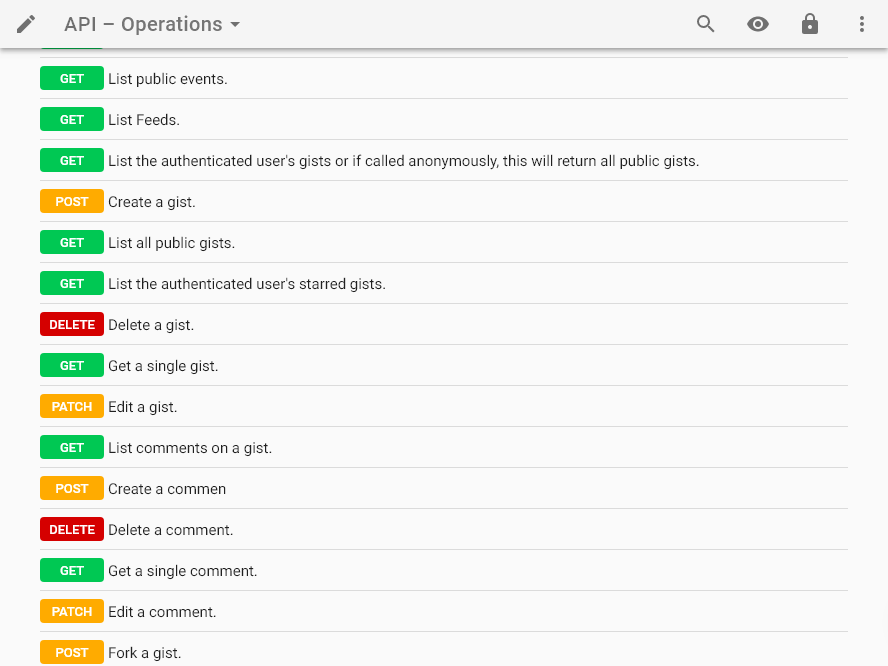 API – Operations
GET List public events.
GET List Feeds.
GET List the authenticated user's gists or if called anonymously, this will return all public gists.
POST Create a gist.
GET List all public gists.
GET List the authenticated user's starred gists.
DELETE Delete a gist.
GET Get a single gist.
PATCH Edit a gist.
GET List comments on a gist.
POST Create a commen
DELETE Delete a comment.
GET Get a single comment.
PATCH Edit a comment.
POST Fork a gist.